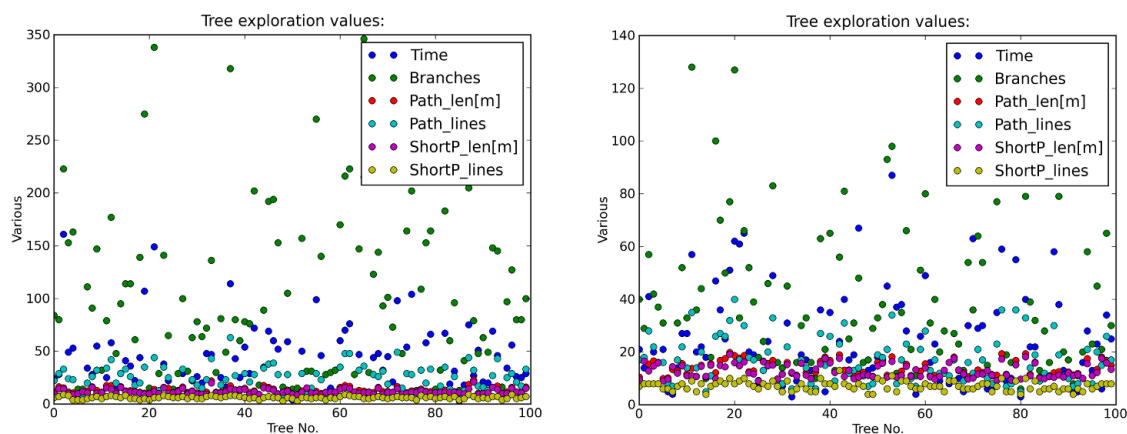 Tree exploration values:
350
300
250
200
150
100
50
0
Various
0
20
40
60
80
100
Tree No.
Time
Branches
Path_len[m]
Path_lines
ShortP_len[m]
ShortP_lines
Tree exploration values:
140
120
100
80
60
40
20
0
Various
0
20
40
60
80
100
Tree No.
Time
Branches
Path_len[m]
Path_lines
ShortP_len[m]
ShortP_lines